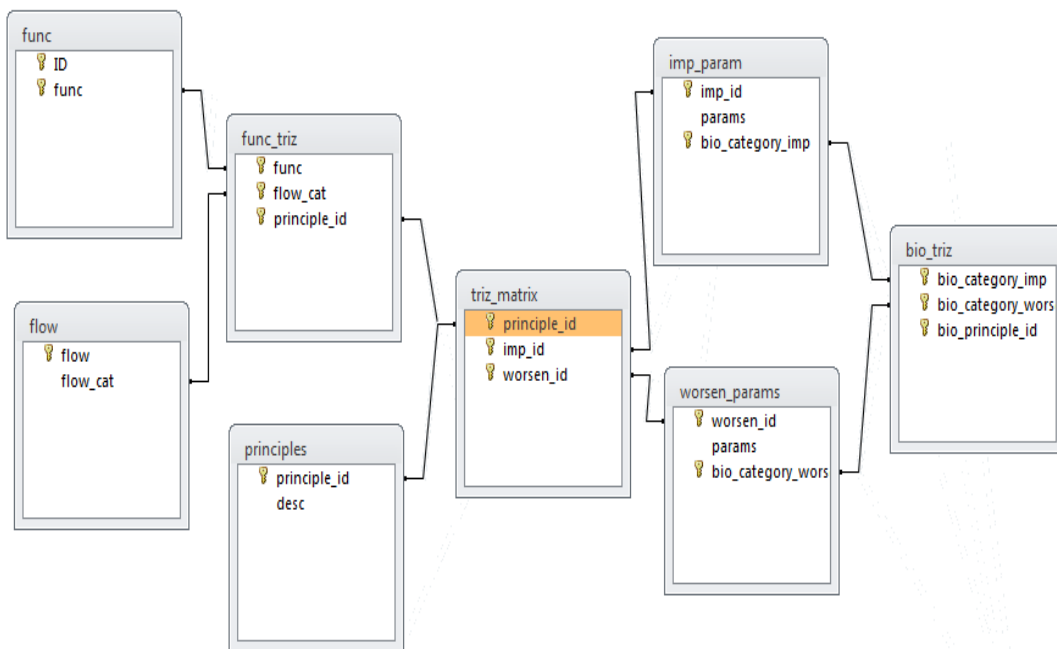 func
ID
func
func_triz
func
flow_cat
principle_id
flow
flow
flow_cat
principles
principle_id
desc
triz_matrix
principle_id
imp_id
worsen_id
imp_param
imp_id
params
bio_category_imp
worsen_params
worsen_id
params
bio_category_wors
bio_triz
bio_category_imp
bio_category_wors
bio_principle_id